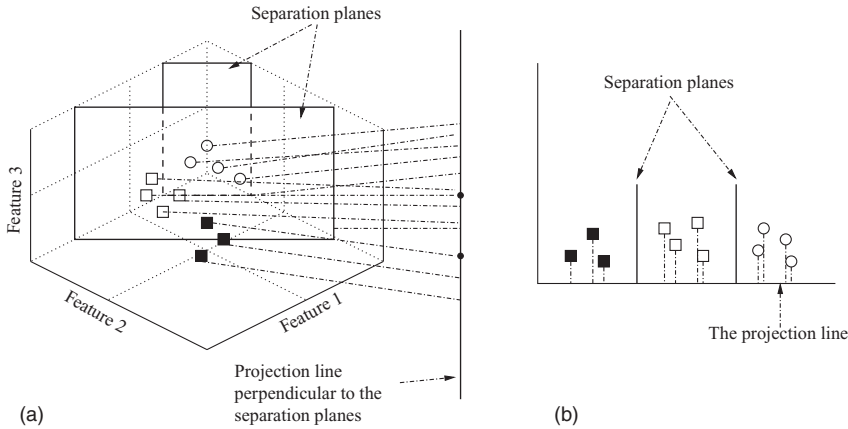 Separation planes
Feature 3
Feature 2
Feature 1
Projection line
perpendicular to the
separation planes
(a)
Separation planes
The projection line
(b)